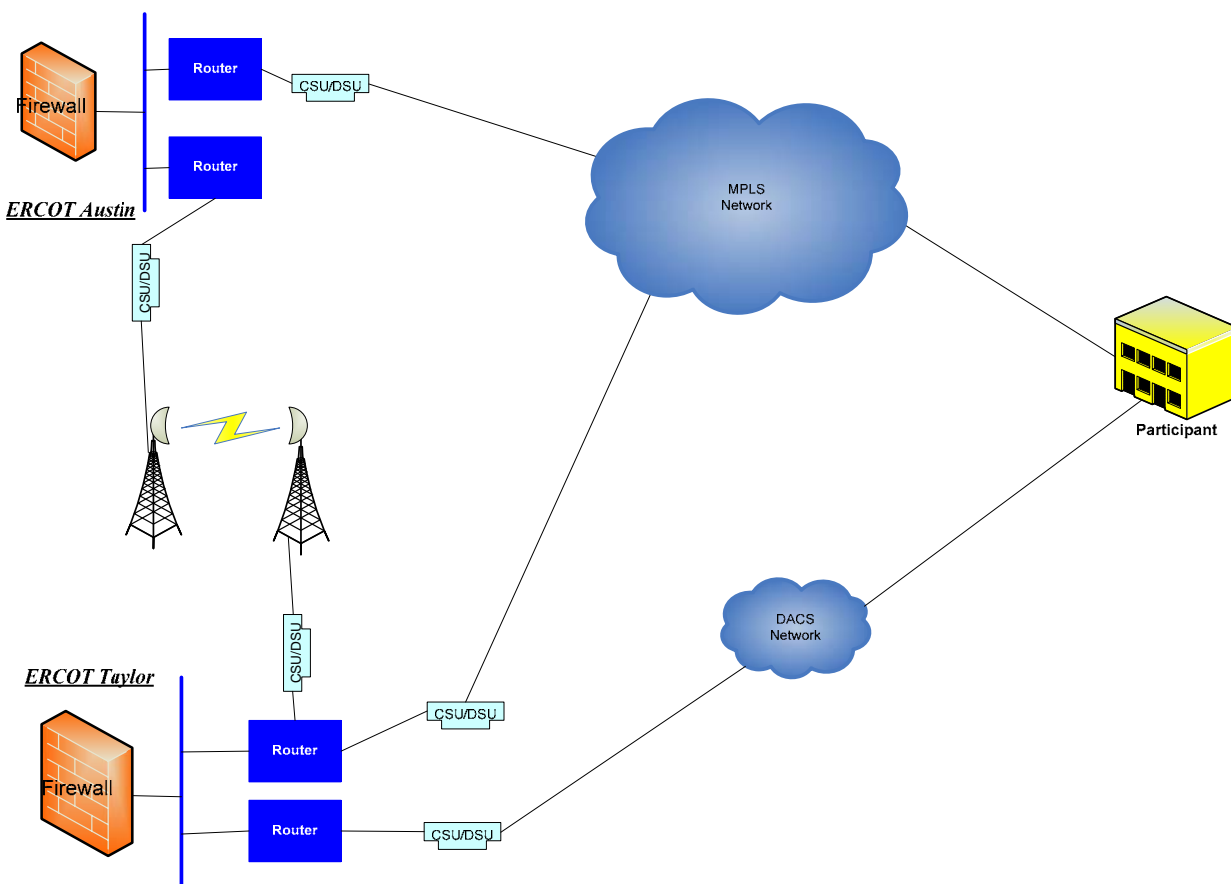 Router
CSU/DSU
Firewall
Router
ERCOT Austin
MPLS
Network
CSU/DSU
Participant
DACS
Network
CSU/DSU
ERCOT Taylor
CSU/DSU
Router
Firewall
Router
CSU/DSU